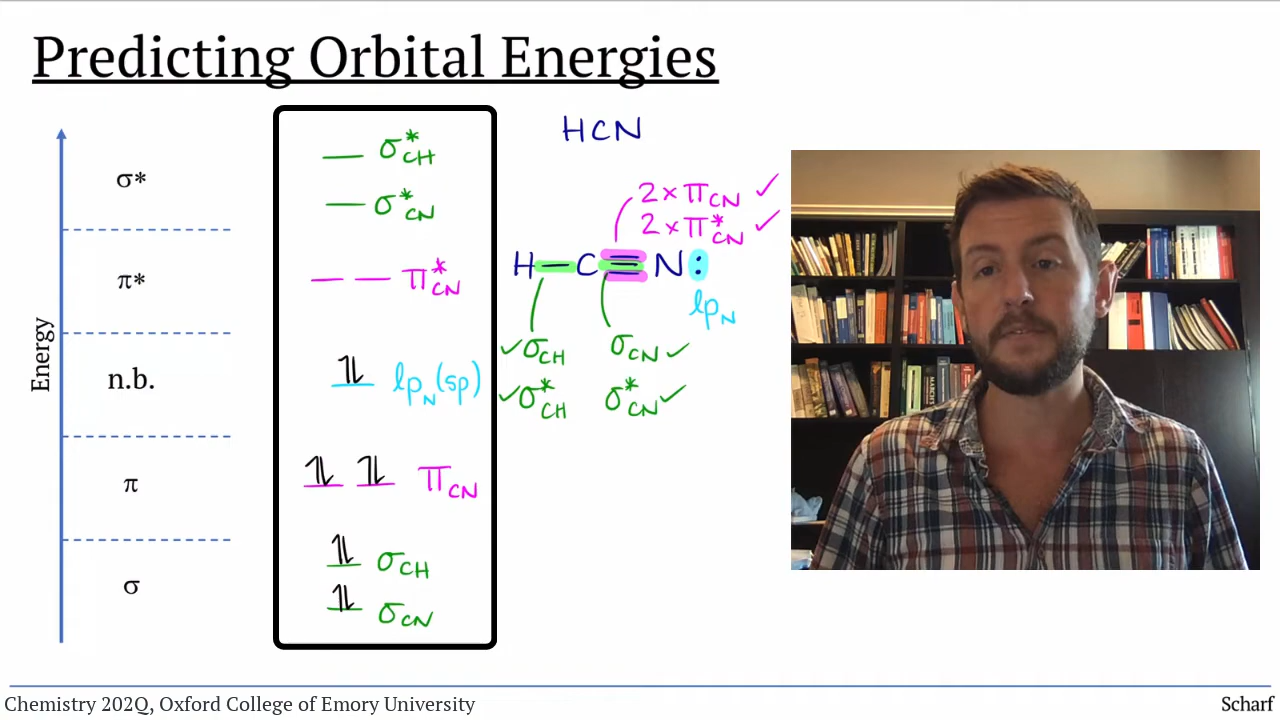 Predicting Orbital Energies
Energy
σ*
π*
n.b.
π
σ
σ*CH
σ*CN
π*CN
lpN(sp)
πCN
σCH
σCN
HCN
2×πCN ✓
2×π*CN ✓
H–C≡N:
lpN
✓σCH
σCN✓
✓σ*CH
σ*CN✓
Chemistry 202Q, Oxford College of Emory University
Scharf